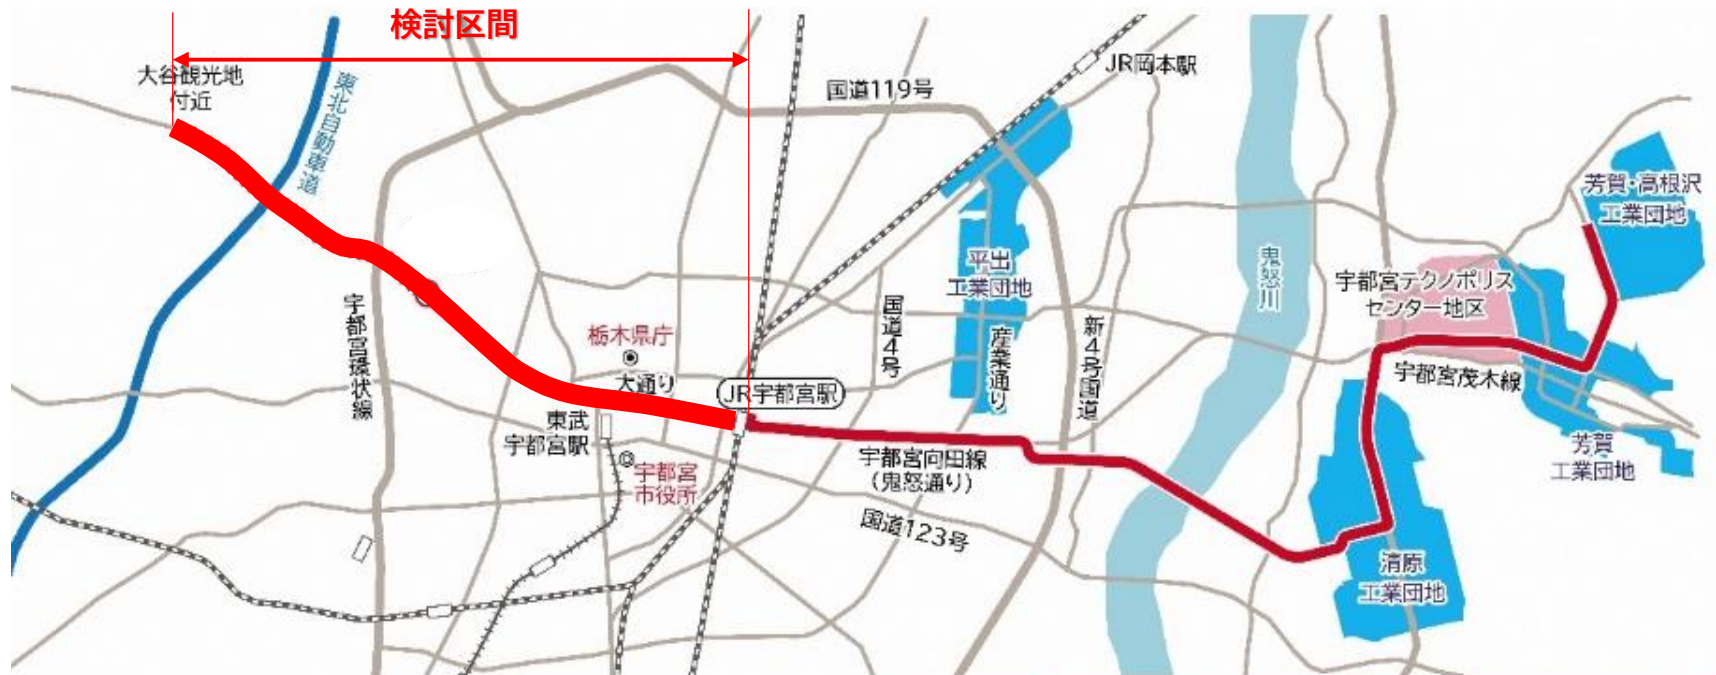 検討区間
大谷観光地
付近
東北自動車道
国道119号
JR岡本駅
芳賀・高根沢
工業団地
平出
工業団地
鬼怒川
宇都宮テクノポリス
センター地区
宇都宮環状線
栃木県庁
大通り
国道4号
産業通り
新4号国道
JR宇都宮駅
宇都宮茂木線
東武
宇都宮駅
宇都宮
市役所
宇都宮向田線
(鬼怒通り)
芳賀
工業団地
国道123号
清原
工業団地